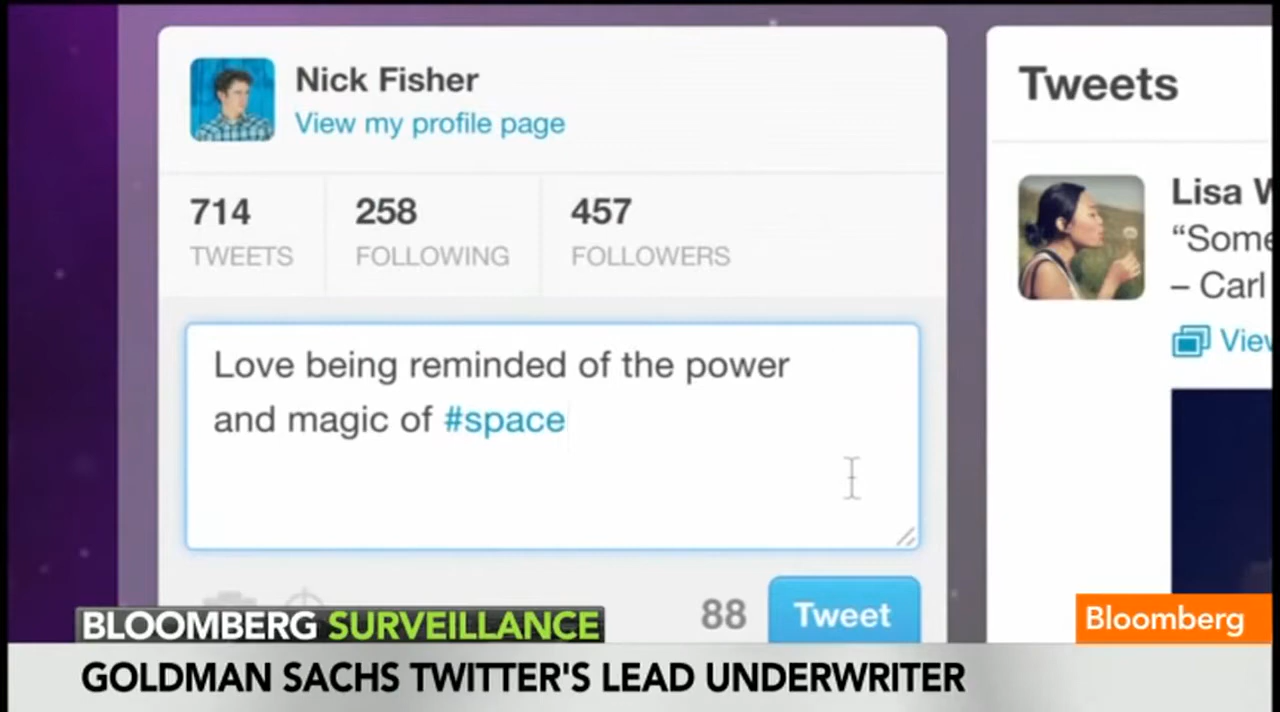 Nick Fisher
View my profile page
714
TWEETS
258
FOLLOWING
457
FOLLOWERS
Love being reminded of the power
and magic of #space
88
Tweet
Tweets
Lisa
“Some
– Carl
View
BLOOMBERG SURVEILLANCE
Bloomberg
GOLDMAN SACHS TWITTER'S LEAD UNDERWRITER